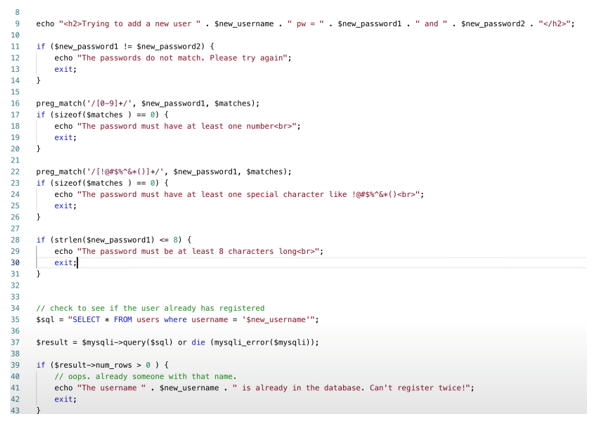 8
9 echo "<h2>Trying to add a new user " . $new_username . " pw = " . $new_password1 . " and " . $new_password2 . "</h2>";
10
11 if ($new_password1 != $new_password2) {
12 echo "The passwords do not match. Please try again";
13 exit;
14 }
15
16 preg_match('/[0-9]+/', $new_password1, $matches);
17 if (sizeof($matches ) == 0) {
18 echo "The password must have at least one number<br>";
19 exit;
20 }
21
22 preg_match('/[!@#$%^&*()]+/', $new_password1, $matches);
23 if (sizeof($matches ) == 0) {
24 echo "The password must have at least one special character like !@#$%^&*()<br>";
25 exit;
26 }
27
28 if (strlen($new_password1) <= 8) {
29 echo "The password must be at least 8 characters long<br>";
30 exit;
31 }
32
33
34 // check to see if the user already has registered
35 $sql = "SELECT * FROM users where username = '$new_username'";
36
37 $result = $mysqli->query($sql) or die (mysqli_error($mysqli));
38
39 if ($result->num_rows > 0 ) {
40 // oops. already someone with that name.
41 echo "The username " . $new_username . " is already in the database. Can't register twice!";
42 exit;
43 }